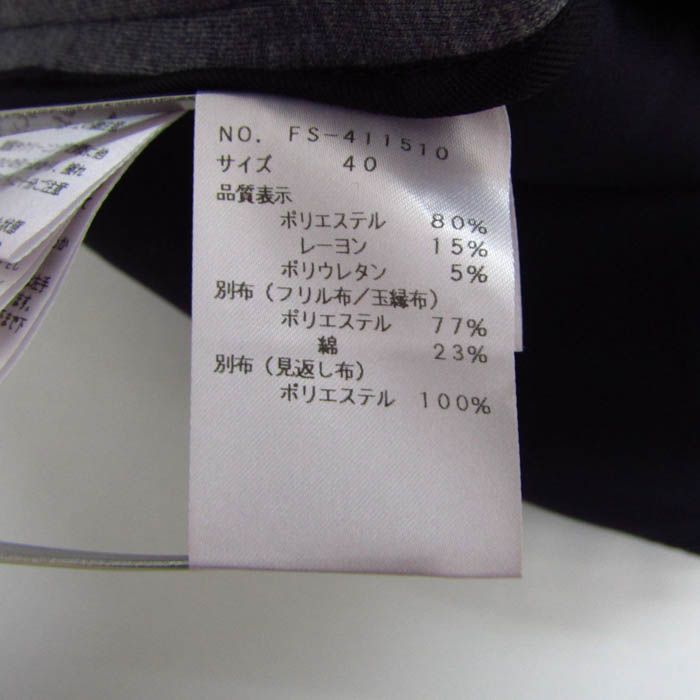 NO. FS-411510
サイズ 40
品質表示
ポリエステル 80%
レーヨン 15%
ポリウレタン 5%
別布(フリル布/玉縁布)
ポリエステル 77%
綿 23%
別布(見返し布)
ポリエステル 100%